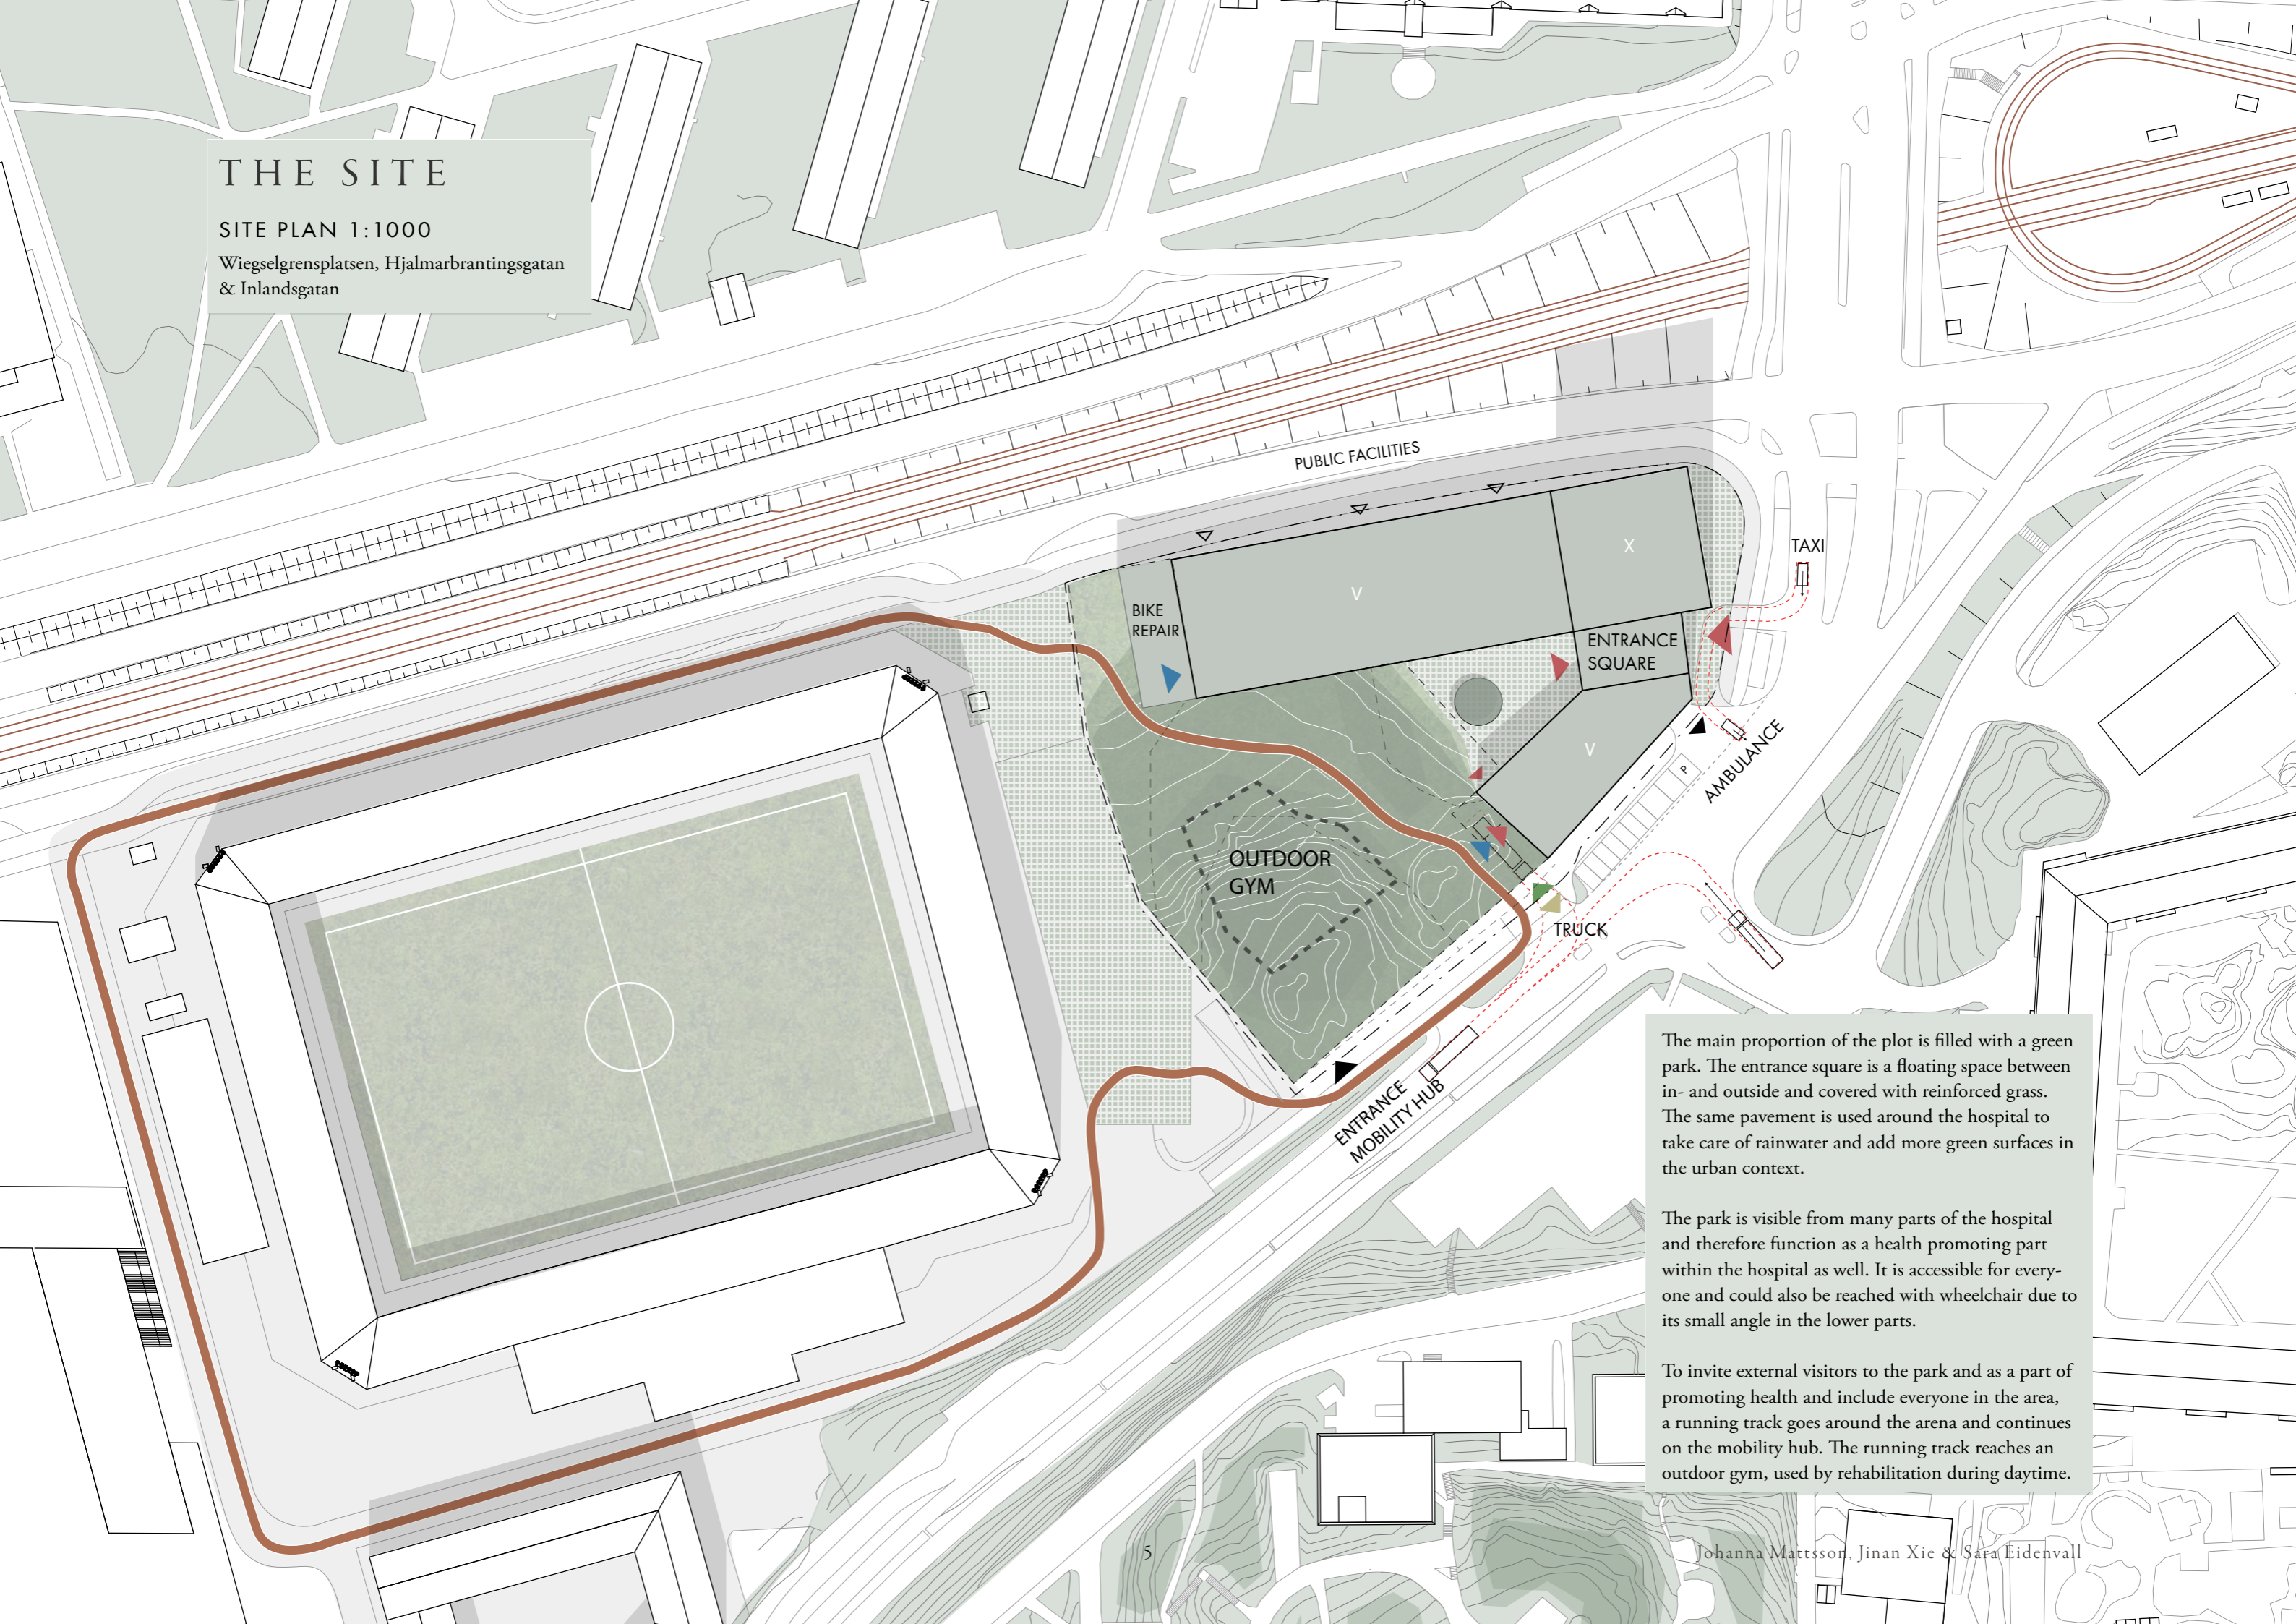 THE SITE
SITE PLAN 1:1000
Wiegselgrensplatsen, Hjalmarbrantingsgatan
& Inlandsgatan
PUBLIC FACILITIES
X
TAXI
V
BIKE
REPAIR
ENTRANCE
SQUARE
V
P
AMBULANCE
OUTDOOR
GYM
TRUCK
ENTRANCE
MOBILITY HUB
The main proportion of the plot is filled with a green
park. The entrance square is a floating space between
in- and outside and covered with reinforced grass.
The same pavement is used around the hospital to
take care of rainwater and add more green surfaces in
the urban context.
The park is visible from many parts of the hospital
and therefore function as a health promoting part
within the hospital as well. It is accessible for every-
one and could also be reached with wheelchair due to
its small angle in the lower parts.
To invite external visitors to the park and as a part of
promoting health and include everyone in the area,
a running track goes around the arena and continues
on the mobility hub. The running track reaches an
outdoor gym, used by rehabilitation during daytime.
5
Johanna Mattsson, Jinan Xie & Sara Eidenvall